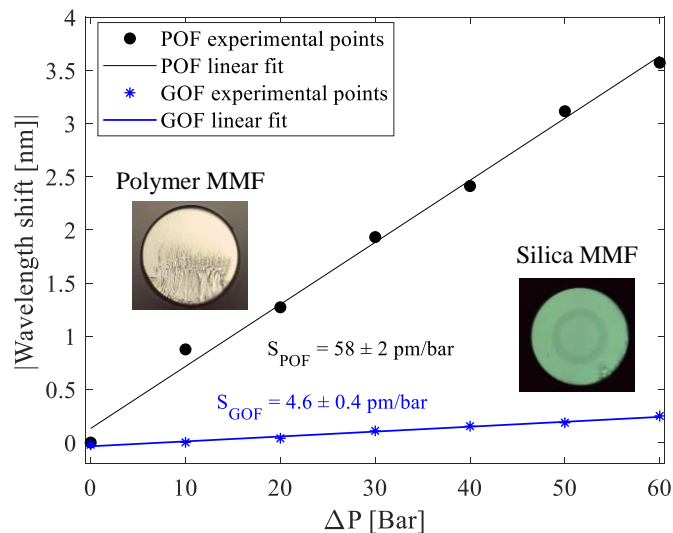 4
3.5
3
2.5
2
1.5
1
0.5
0
|Wavelength shift [nm]|
POF experimental points
POF linear fit
GOF experimental points
GOF linear fit
Polymer MMF
Silica MMF
S_POF = 58 ± 2 pm/bar
S_GOF = 4.6 ± 0.4 pm/bar
0 10 20 30 40 50 60
ΔP [Bar]